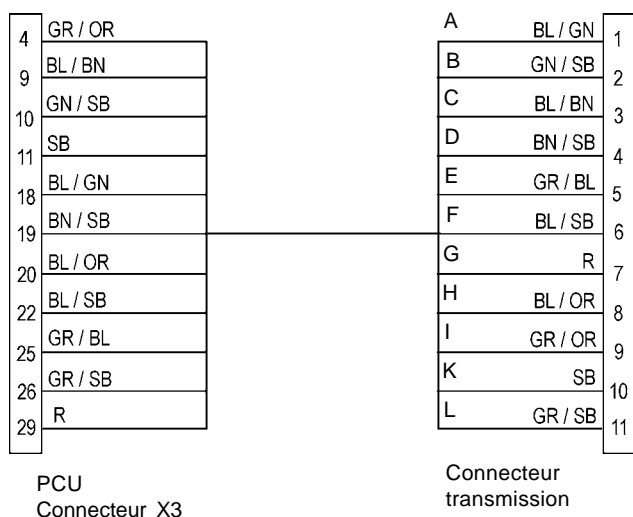 4 GR / OR
9 BL / BN
10 GN / SB
11 SB
18 BL / GN
19 BN / SB
20 BL / OR
22 BL / SB
25 GR / BL
26 GR / SB
29 R
PCU
Connecteur X3
A BL / GN 1
B GN / SB 2
C BL / BN 3
D BN / SB 4
E GR / BL 5
F BL / SB 6
G R 7
H BL / OR 8
I GR / OR 9
K SB 10
L GR / SB 11
Connecteur
transmission